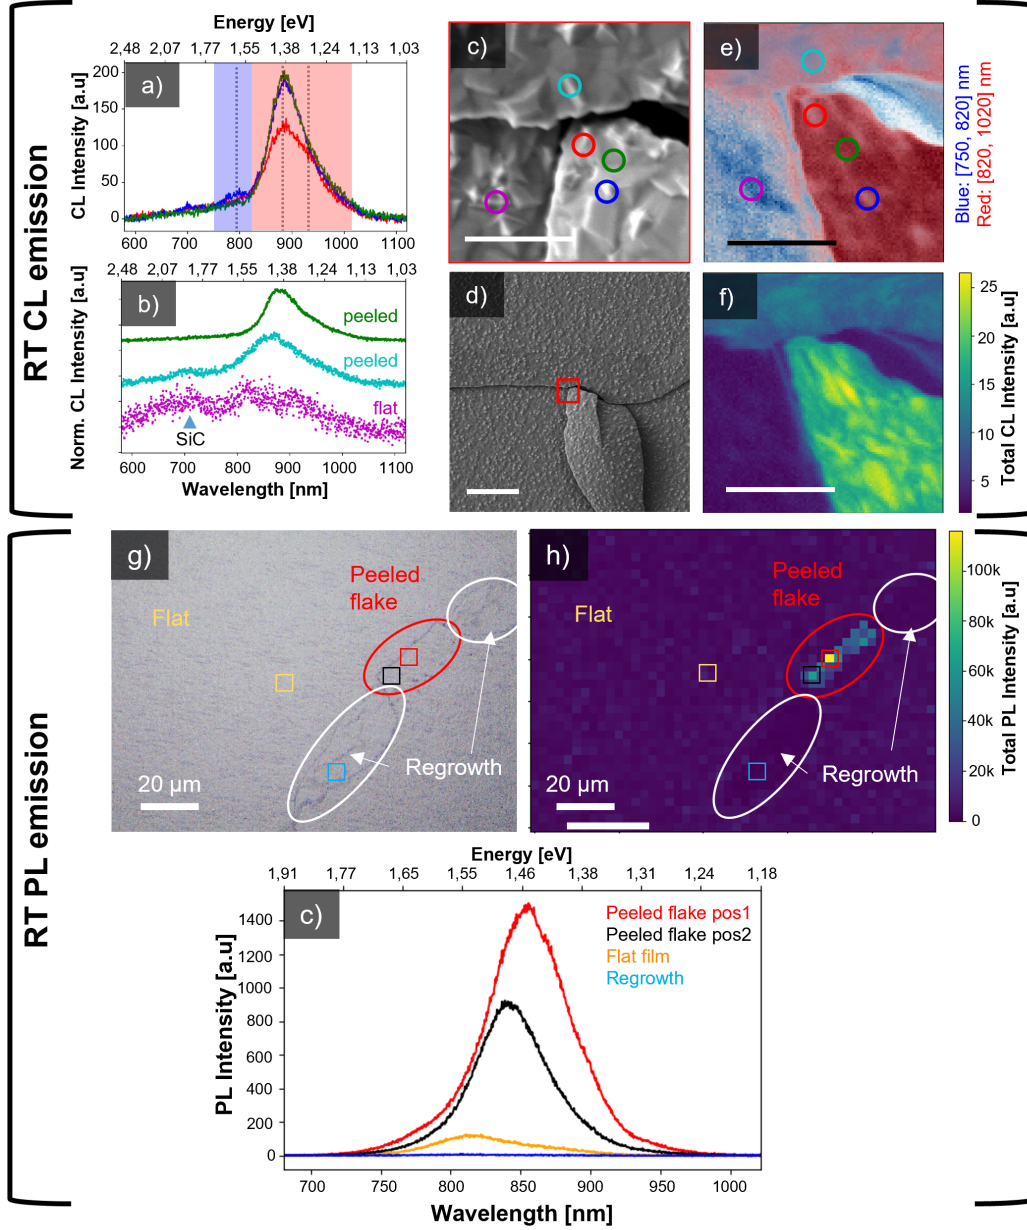 RT CL emission
Energy [eV]
2,48 2,07 1,77 1,55 1,38 1,24 1,13 1,03
a)
CL Intensity [a.u]
200
150
100
50
0
600 700 800 900 1000 1100
2,48 2,07 1,77 1,55 1,38 1,24 1,13 1,03
b)
Norm. CL Intensity [a.u]
peeled
peeled
flat
SiC
600 700 800 900 1000 1100
Wavelength [nm]
c)
e)
Blue: [750, 820] nm
Red: [820, 1020] nm
d)
f)
25
20
15
10
5
Total CL Intensity [a.u]
RT PL emission
g)
Flat
Peeled
flake
Regrowth
20 µm
h)
Flat
Peeled
flake
Regrowth
20 µm
100k
80k
60k
40k
20k
0
Total PL Intensity [a.u]
Energy [eV]
1,91 1,77 1,65 1,55 1,46 1,38 1,31 1,24 1,18
c)
PL Intensity [a.u]
1400
1200
1000
800
600
400
200
0
Peeled flake pos1
Peeled flake pos2
Flat film
Regrowth
700 750 800 850 900 950 1000
Wavelength [nm]